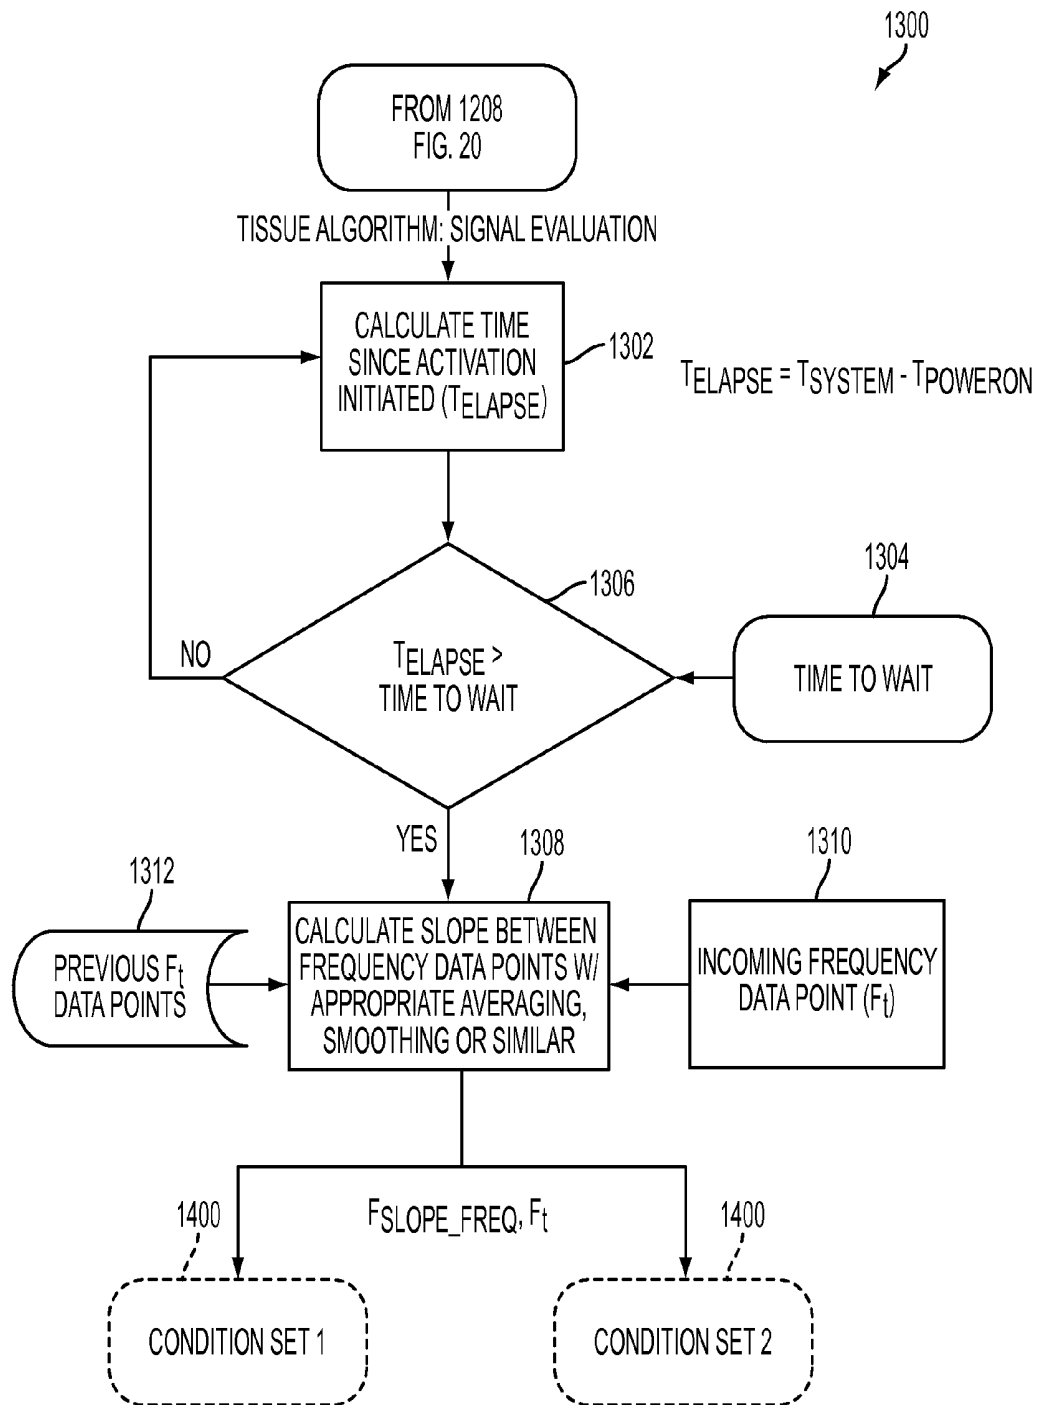 1300
FROM 1208
FIG. 20
TISSUE ALGORITHM: SIGNAL EVALUATION
CALCULATE TIME
SINCE ACTIVATION
INITIATED (TELAPSE)
1302
TELAPSE = TSYSTEM - TPOWERON
1306
1304
NO
TELAPSE >
TIME TO WAIT
TIME TO WAIT
YES
1308
1310
1312
PREVIOUS Ft
DATA POINTS
CALCULATE SLOPE BETWEEN
FREQUENCY DATA POINTS W/
APPROPRIATE AVERAGING,
SMOOTHING OR SIMILAR
INCOMING FREQUENCY
DATA POINT (Ft)
FSLOPE_FREQ, Ft
1400
1400
CONDITION SET 1
CONDITION SET 2